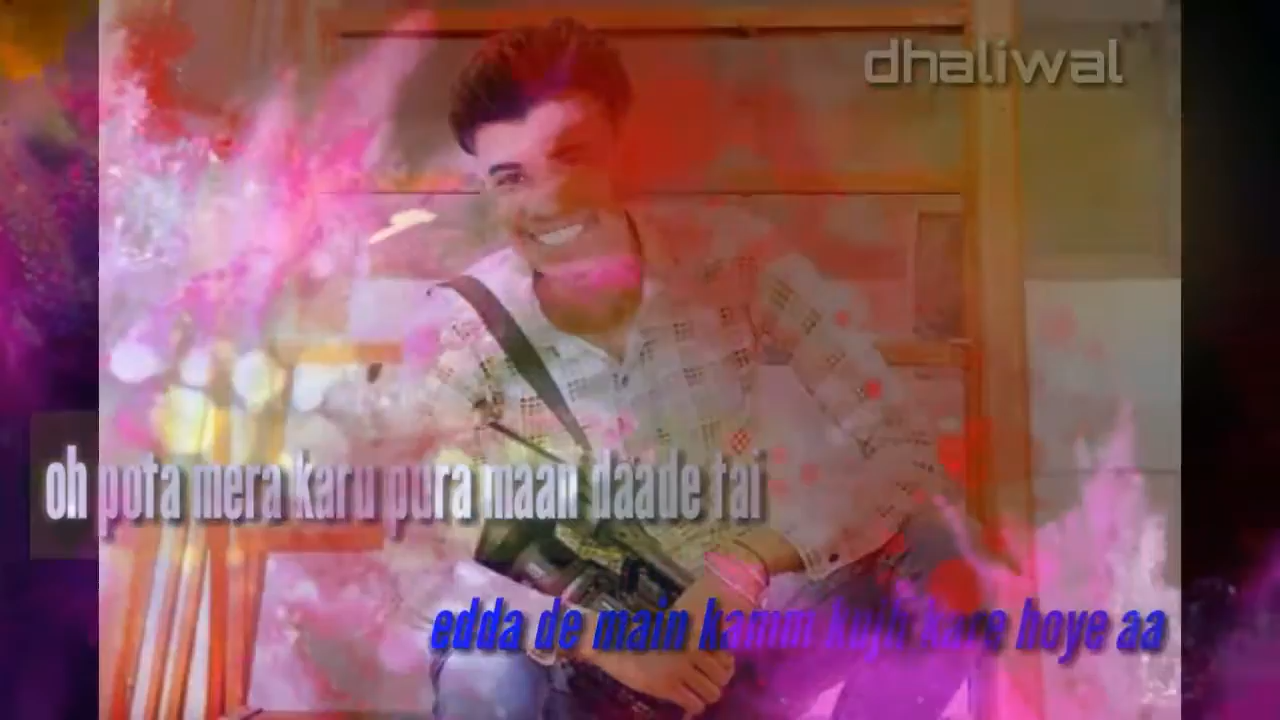 dhaliwal
oh pota mera karu pura maan daade tai
edda de main kamm kujh kare hoye aa